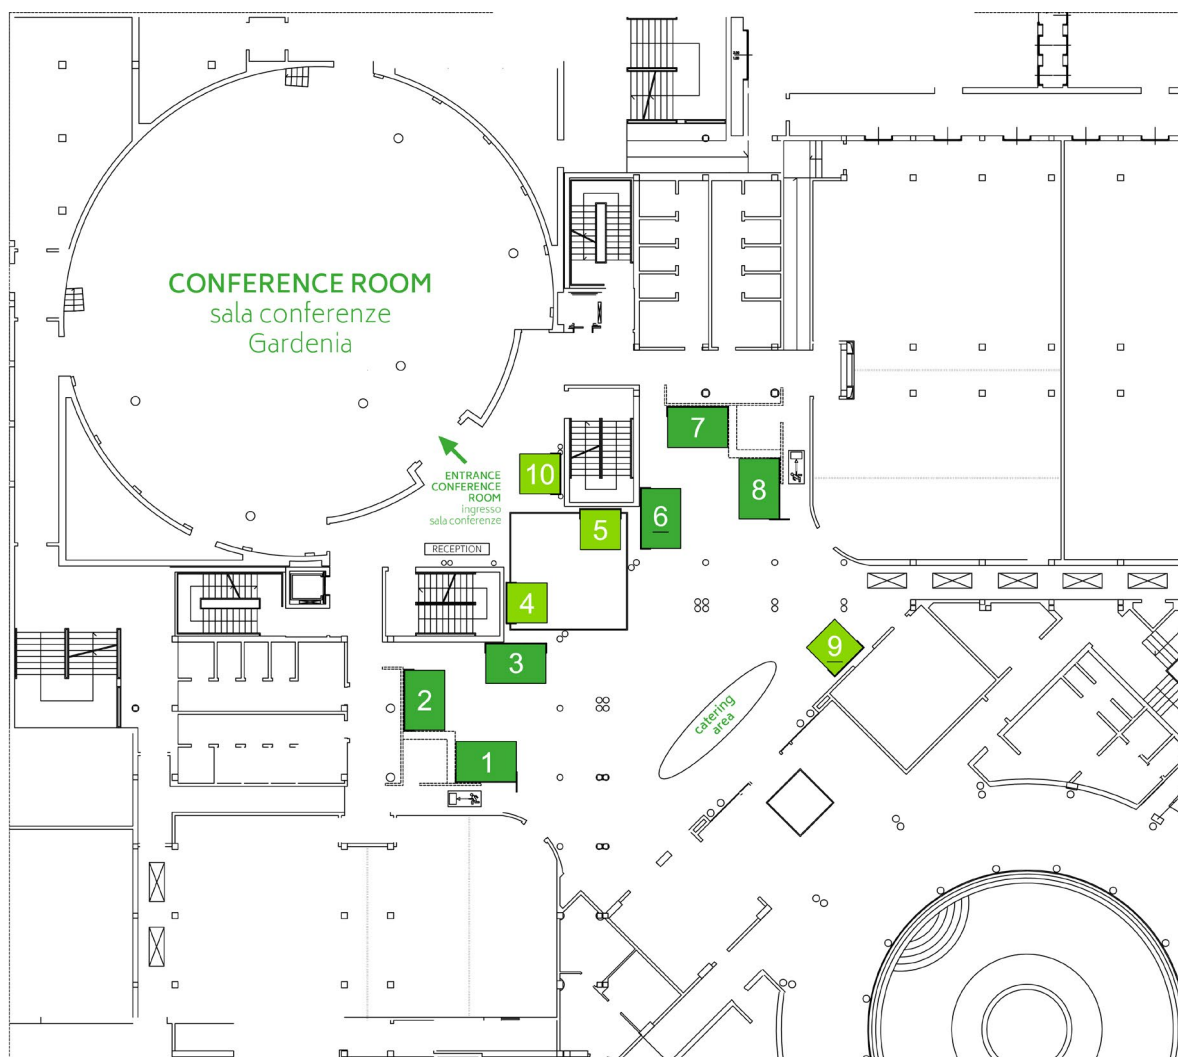 CONFERENCE ROOM
sala conferenze
Gardenia
7
10
ENTRANCE
CONFERENCE
ROOM
ingresso
sala conferenze
8
5
6
RECEPTION
4
9
3
2
catering
area
1